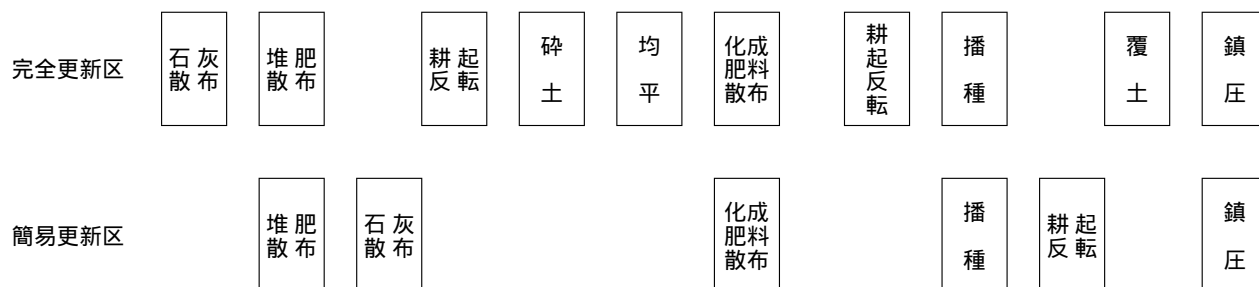 完全更新区
石灰散布
堆肥散布
耕起反転
砕土
均平
化成肥料散布
耕起反転
播種
覆土
鎮圧
簡易更新区
堆肥散布
石灰散布
化成肥料散布
播種
耕起反転
鎮圧